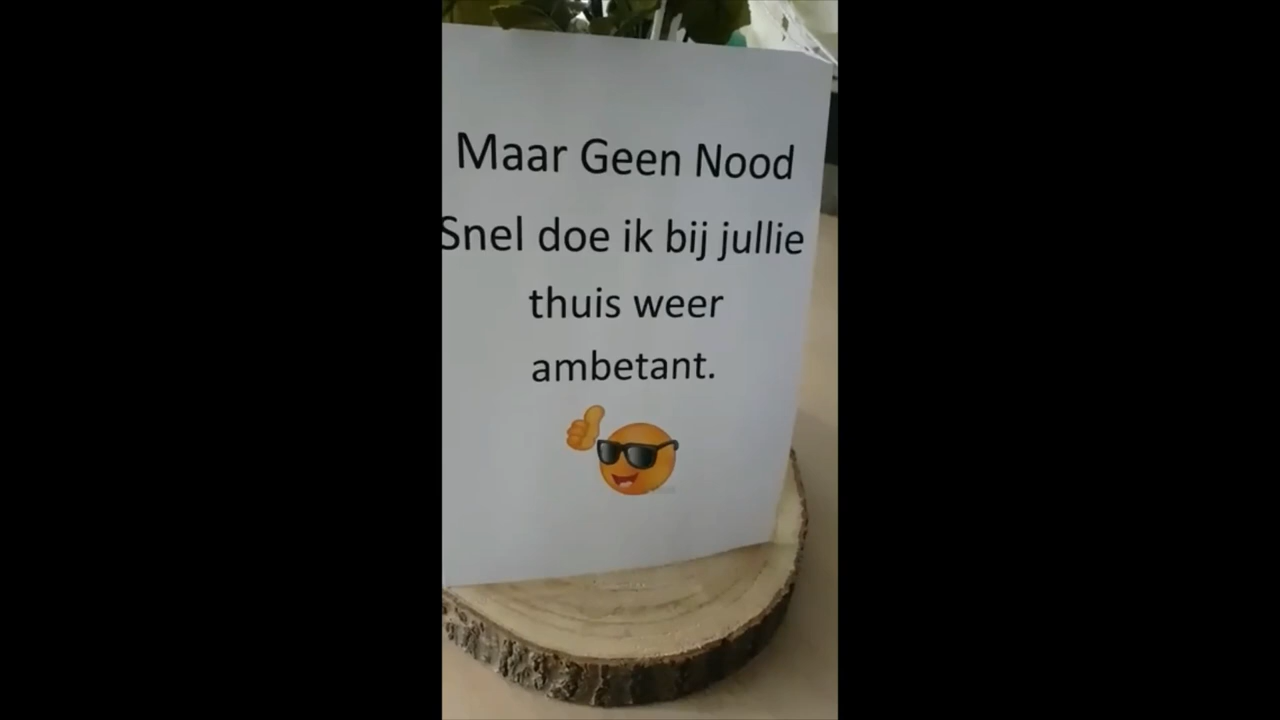 Maar Geen Nood
Snel doe ik bij jullie
thuis weer
ambetant.